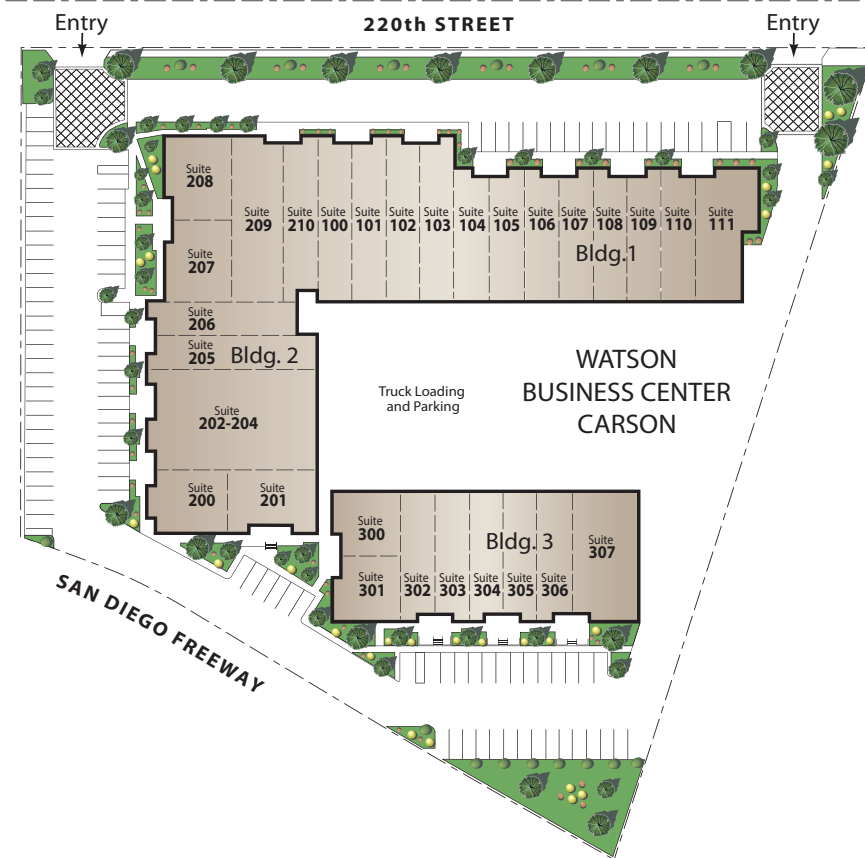 220th STREET
Entry
Entry
Suite
208
Suite
209
Suite
210
Suite
100
Suite
101
Suite
102
Suite
103
Suite
104
Suite
105
Suite
106
Suite
107
Suite
108
Suite
109
Suite
110
Suite
111
Suite
207
Bldg.1
Suite
206
Suite
205
Bldg. 2
Suite
202-204
Suite
200
Suite
201
Truck Loading
and Parking
WATSON
BUSINESS CENTER
CARSON
Suite
300
Bldg. 3
Suite
307
Suite
301
Suite
302
Suite
303
Suite
304
Suite
305
Suite
306
SAN DIEGO FREEWAY